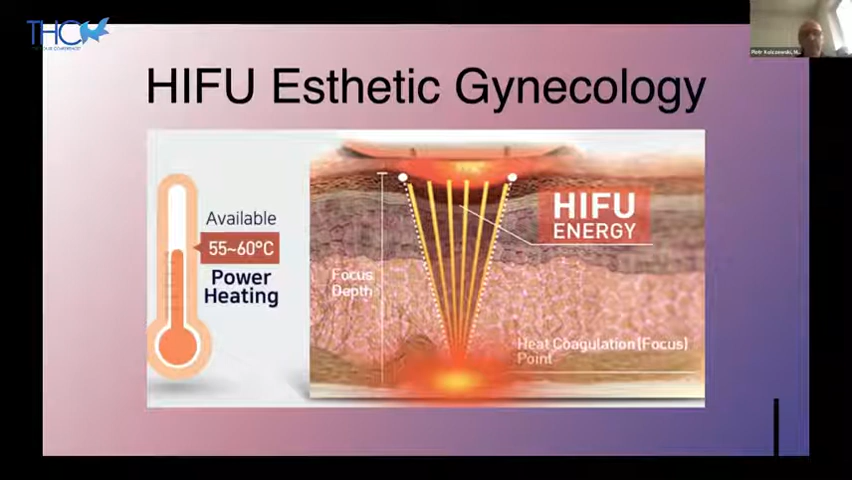 THC
HIFU Esthetic Gynecology
Available
55~60°C
Power
Heating
HIFU
ENERGY
Focus
Depth
Heat Coagulation(Focus)
Point